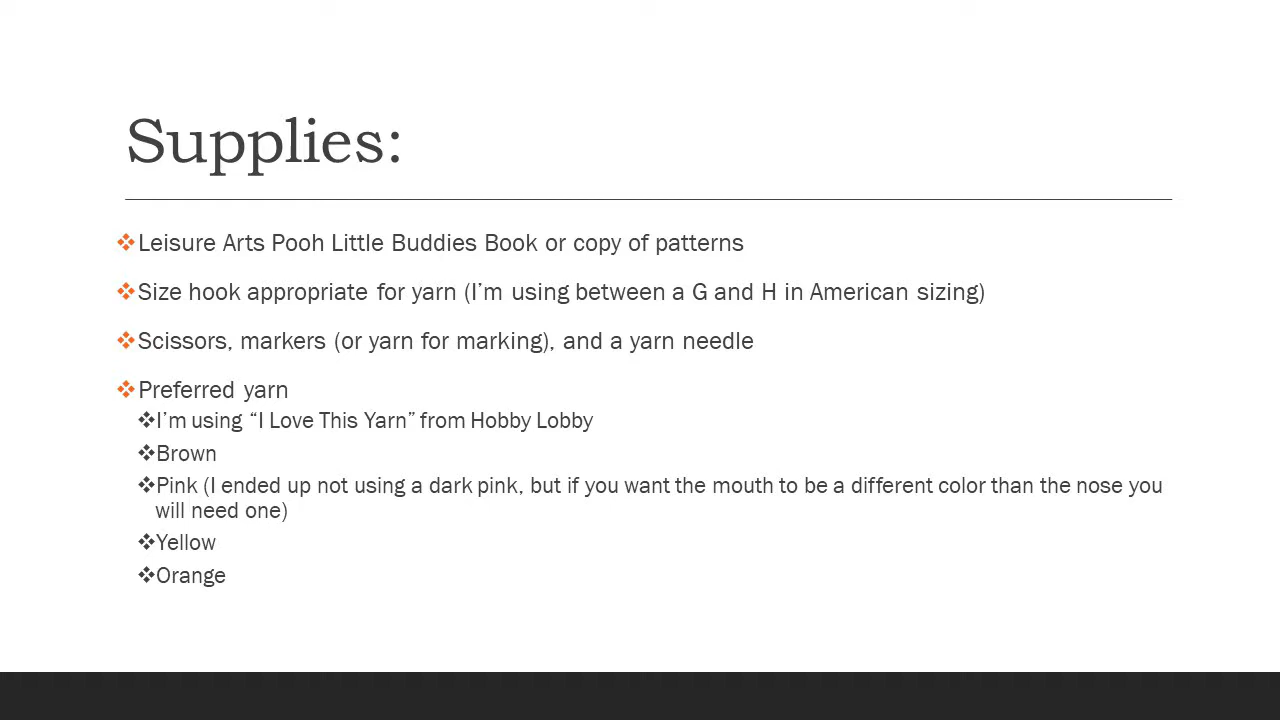 Supplies:
❖Leisure Arts Pooh Little Buddies Book or copy of patterns
❖Size hook appropriate for yarn (I’m using between a G and H in American sizing)
❖Scissors, markers (or yarn for marking), and a yarn needle
❖Preferred yarn
❖I’m using “I Love This Yarn” from Hobby Lobby
❖Brown
❖Pink (I ended up not using a dark pink, but if you want the mouth to be a different color than the nose you
will need one)
❖Yellow
❖Orange